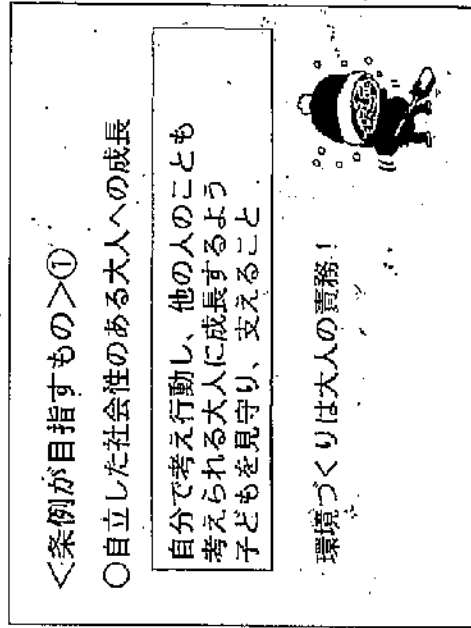 ＜条例が目指すもの＞①
〇自立した社会性のある大人への成長
自分で考え行動し、他の人のことも
考えられる大人に成長するよう
子どもを見守り、支えること
環境づくりは大人の責務！